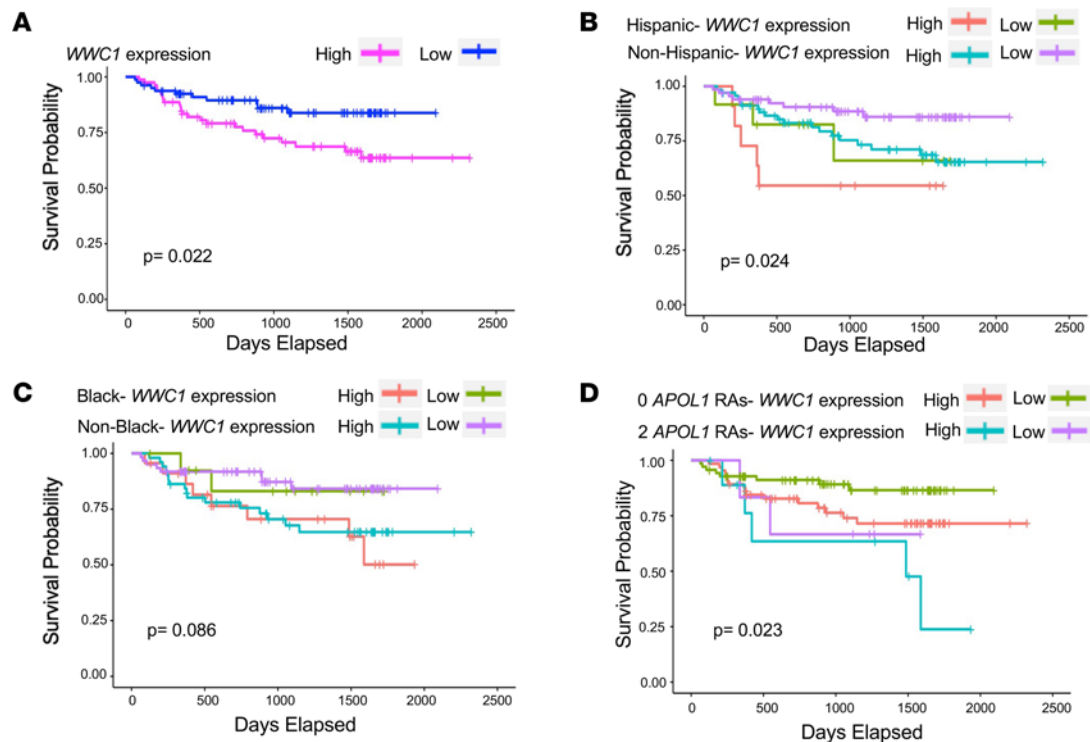 A
WWC1 expression High Low
Survival Probability
1.00
0.75
0.50
0.25
0.00
p= 0.022
0 500 1000 1500 2000 2500
Days Elapsed
B
Hispanic- WWC1 expression High Low
Non-Hispanic- WWC1 expression High Low
Survival Probability
1.00
0.75
0.50
0.25
0.00
p= 0.024
0 500 1000 1500 2000 2500
Days Elapsed
C
Black- WWC1 expression High Low
Non-Black- WWC1 expression High Low
Survival Probability
1.00
0.75
0.50
0.25
0.00
p= 0.086
0 500 1000 1500 2000 2500
Days Elapsed
D
0 APOL1 RAs- WWC1 expression High Low
2 APOL1 RAs- WWC1 expression High Low
Survival Probability
1.00
0.75
0.50
0.25
0.00
p= 0.023
0 500 1000 1500 2000 2500
Days Elapsed